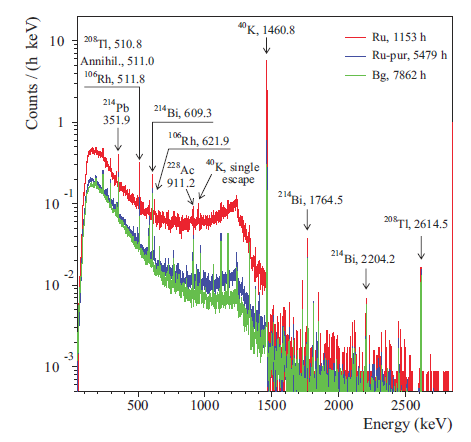 Counts / (h keV)
10
1
10⁻¹
10⁻²
10⁻³
²⁰⁸Tl, 510.8
Annihil., 511.0
¹⁰⁶Rh, 511.8
²¹⁴Pb
351.9
²¹⁴Bi, 609.3
¹⁰⁶Rh, 621.9
²²⁸Ac
911.2
⁴⁰K, single
escape
⁴⁰K, 1460.8
Ru, 1153 h
Ru-pur, 5479 h
Bg, 7862 h
²¹⁴Bi, 1764.5
²¹⁴Bi, 2204.2
²⁰⁸Tl, 2614.5
500 1000 1500 2000 2500
Energy (keV)